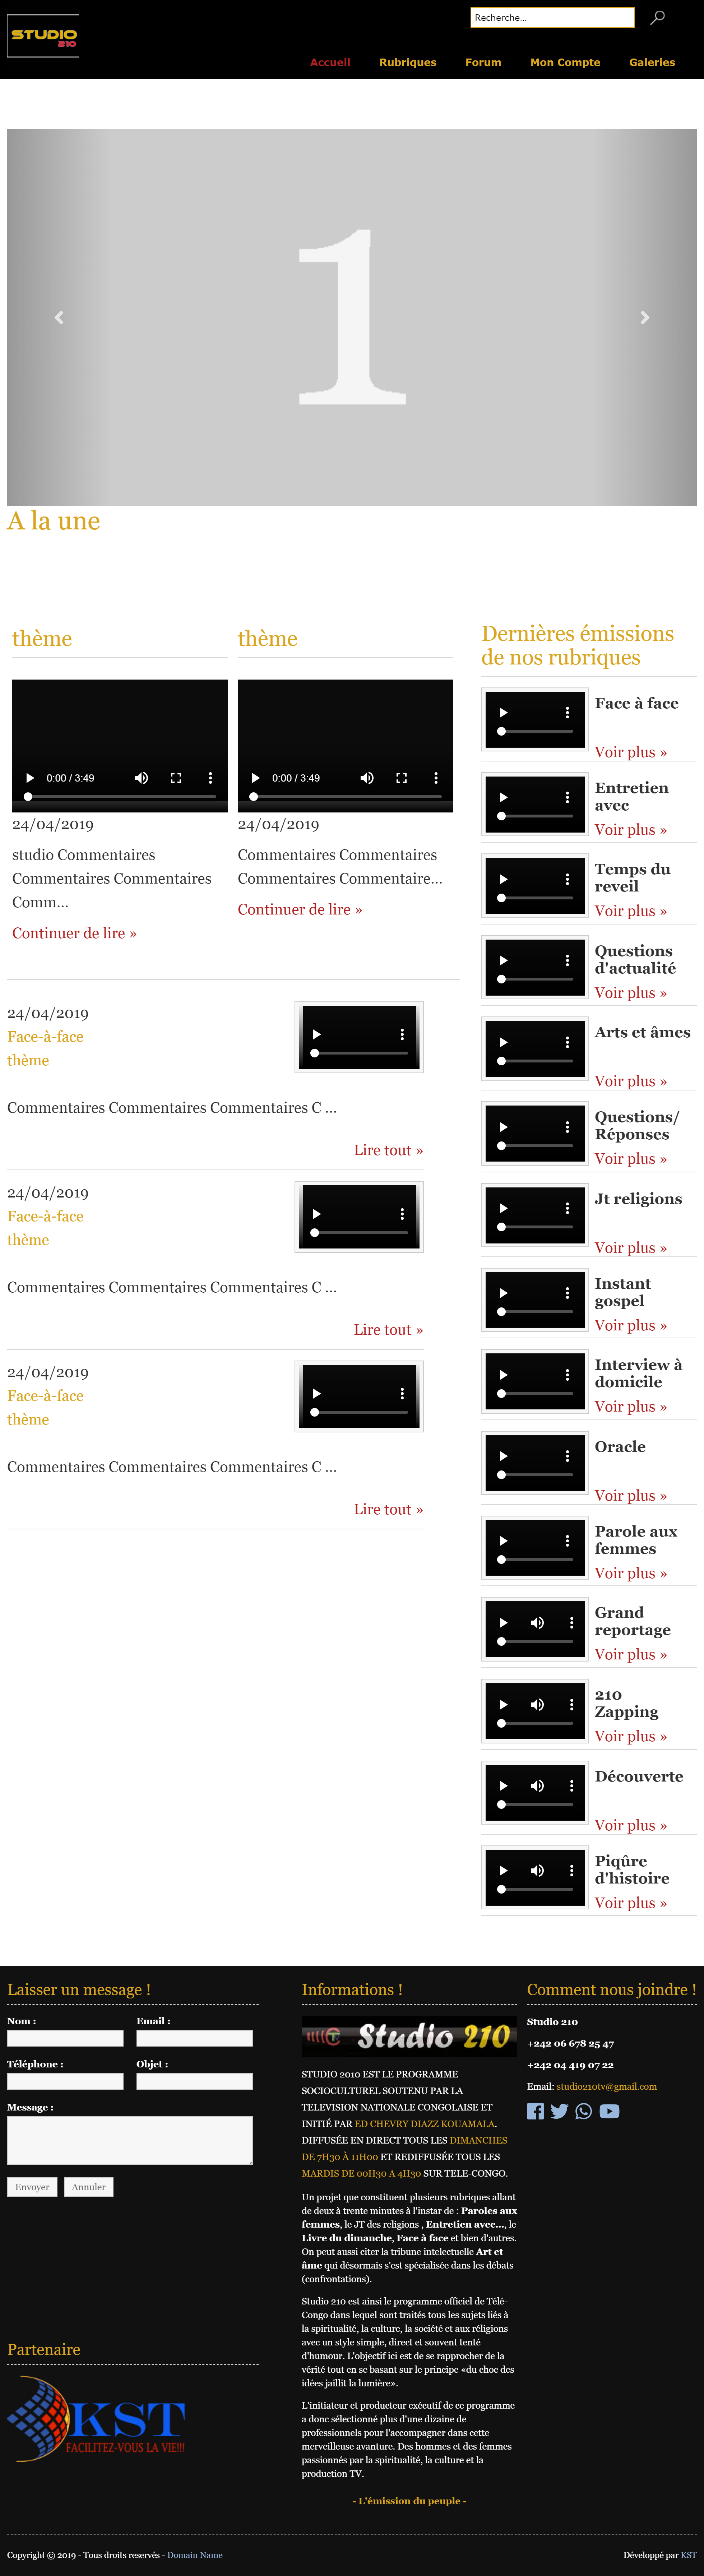 STUDIO
210
Recherche...
Accueil Rubriques Forum Mon Compte Galeries
1
A la une
thème
0:00 / 3:49
24/04/2019
studio Commentaires
Commentaires Commentaires
Comm...
Continuer de lire »
thème
0:00 / 3:49
24/04/2019
Commentaires Commentaires
Commentaires Commentaire...
Continuer de lire »
24/04/2019
Face-à-face
thème
Commentaires Commentaires Commentaires C ...
Lire tout »
24/04/2019
Face-à-face
thème
Commentaires Commentaires Commentaires C ...
Lire tout »
24/04/2019
Face-à-face
thème
Commentaires Commentaires Commentaires C ...
Lire tout »
Dernières émissions
de nos rubriques
Face à face
Voir plus »
Entretien
avec
Voir plus »
Temps du
reveil
Voir plus »
Questions
d'actualité
Voir plus »
Arts et âmes
Voir plus »
Questions/
Réponses
Voir plus »
Jt religions
Voir plus »
Instant
gospel
Voir plus »
Interview à
domicile
Voir plus »
Oracle
Voir plus »
Parole aux
femmes
Voir plus »
Grand
reportage
Voir plus »
210
Zapping
Voir plus »
Découverte
Voir plus »
Piqûre
d'histoire
Voir plus »
Laisser un message !
Nom : Email :
Téléphone : Objet :
Message :
Envoyer Annuler
Partenaire
KST
FACILITEZ-VOUS LA VIE!!!
Informations !
Studio 210
STUDIO 2010 EST LE PROGRAMME
SOCIOCULTUREL SOUTENU PAR LA
TELEVISION NATIONALE CONGOLAISE ET
INITIÉ PAR ED CHEVRY DIAZZ KOUAMALA.
DIFFUSÉE EN DIRECT TOUS LES DIMANCHES
DE 7H30 À 11H00 ET REDIFFUSÉE TOUS LES
MARDIS DE 00H30 A 4H30 SUR TELE-CONGO.
Un projet que constituent plusieurs rubriques allant
de deux à trente minutes à l'instar de : Paroles aux
femmes, le JT des religions , Entretien avec..., le
Livre du dimanche, Face à face et bien d'autres.
On peut aussi citer la tribune intelectuelle Art et
âme qui désormais s'est spécialisée dans les débats
(confrontations).
Studio 210 est ainsi le programme officiel de Télé-
Congo dans lequel sont traités tous les sujets liés à
la spiritualité, la culture, la société et aux réligions
avec un style simple, direct et souvent tenté
d'humour. L'objectif ici est de se rapprocher de la
vérité tout en se basant sur le principe «du choc des
idées jaillit la lumière».
L'initiateur et producteur exécutif de ce programme
a donc sélectionné plus d'une dizaine de
professionnels pour l'accompagner dans cette
merveilleuse avanture. Des hommes et des femmes
passionnés par la spiritualité, la culture et la
production TV.
- L'émission du peuple -
Comment nous joindre !
Studio 210
+242 06 678 25 47
+242 04 419 07 22
Email: studio210tv@gmail.com
Copyright © 2019 - Tous droits reservés - Domain Name
Développé par KST